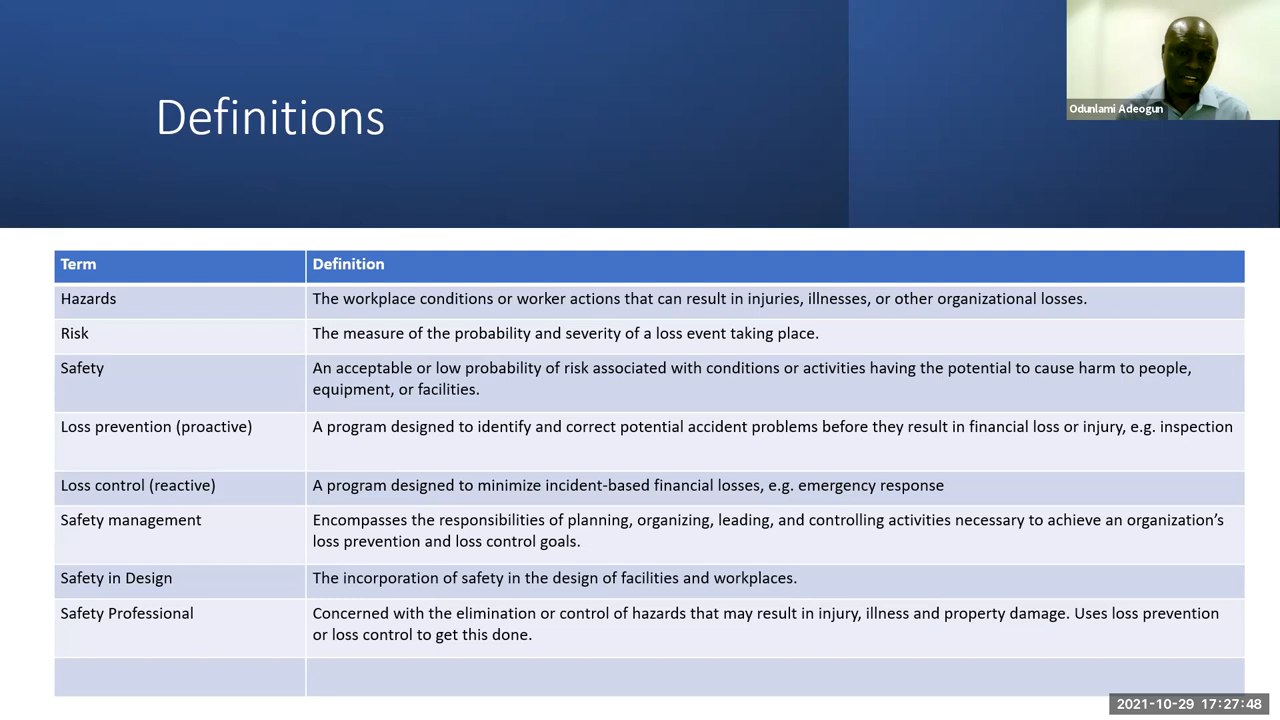 Definitions
Odunlami Adeogun
Term Definition
Hazards The workplace conditions or worker actions that can result in injuries, illnesses, or other organizational losses.
Risk The measure of the probability and severity of a loss event taking place.
Safety An acceptable or low probability of risk associated with conditions or activities having the potential to cause harm to people,
equipment, or facilities.
Loss prevention (proactive) A program designed to identify and correct potential accident problems before they result in financial loss or injury, e.g. inspection
Loss control (reactive) A program designed to minimize incident-based financial losses, e.g. emergency response
Safety management Encompasses the responsibilities of planning, organizing, leading, and controlling activities necessary to achieve an organization’s
loss prevention and loss control goals.
Safety in Design The incorporation of safety in the design of facilities and workplaces.
Safety Professional Concerned with the elimination or control of hazards that may result in injury, illness and property damage. Uses loss prevention
or loss control to get this done.
2021-10-29 17:27:48